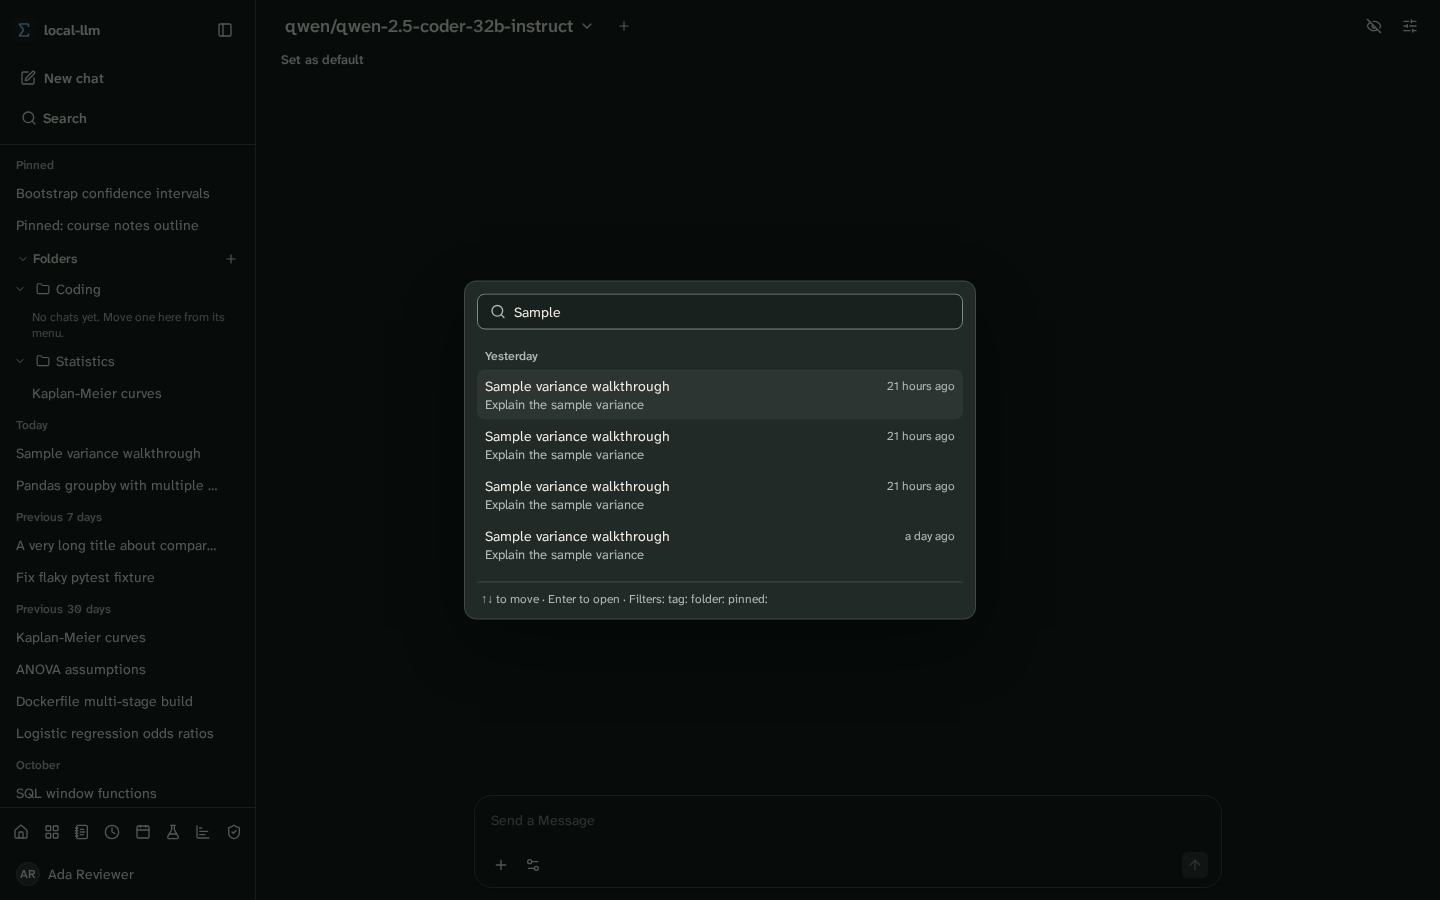 local-llm
New chat
Search
Pinned
Bootstrap confidence intervals
Pinned: course notes outline
Folders
Coding
No chats yet. Move one here from its
menu.
Statistics
Kaplan-Meier curves
Today
Sample variance walkthrough
Pandas groupby with multiple ...
Previous 7 days
A very long title about compar...
Fix flaky pytest fixture
Previous 30 days
Kaplan-Meier curves
ANOVA assumptions
Dockerfile multi-stage build
Logistic regression odds ratios
October
SQL window functions
AR Ada Reviewer
qwen/qwen-2.5-coder-32b-instruct
Set as default
Sample
Yesterday
Sample variance walkthrough 21 hours ago
Explain the sample variance
Sample variance walkthrough 21 hours ago
Explain the sample variance
Sample variance walkthrough 21 hours ago
Explain the sample variance
Sample variance walkthrough a day ago
Explain the sample variance
↑↓ to move · Enter to open · Filters: tag: folder: pinned:
Send a Message